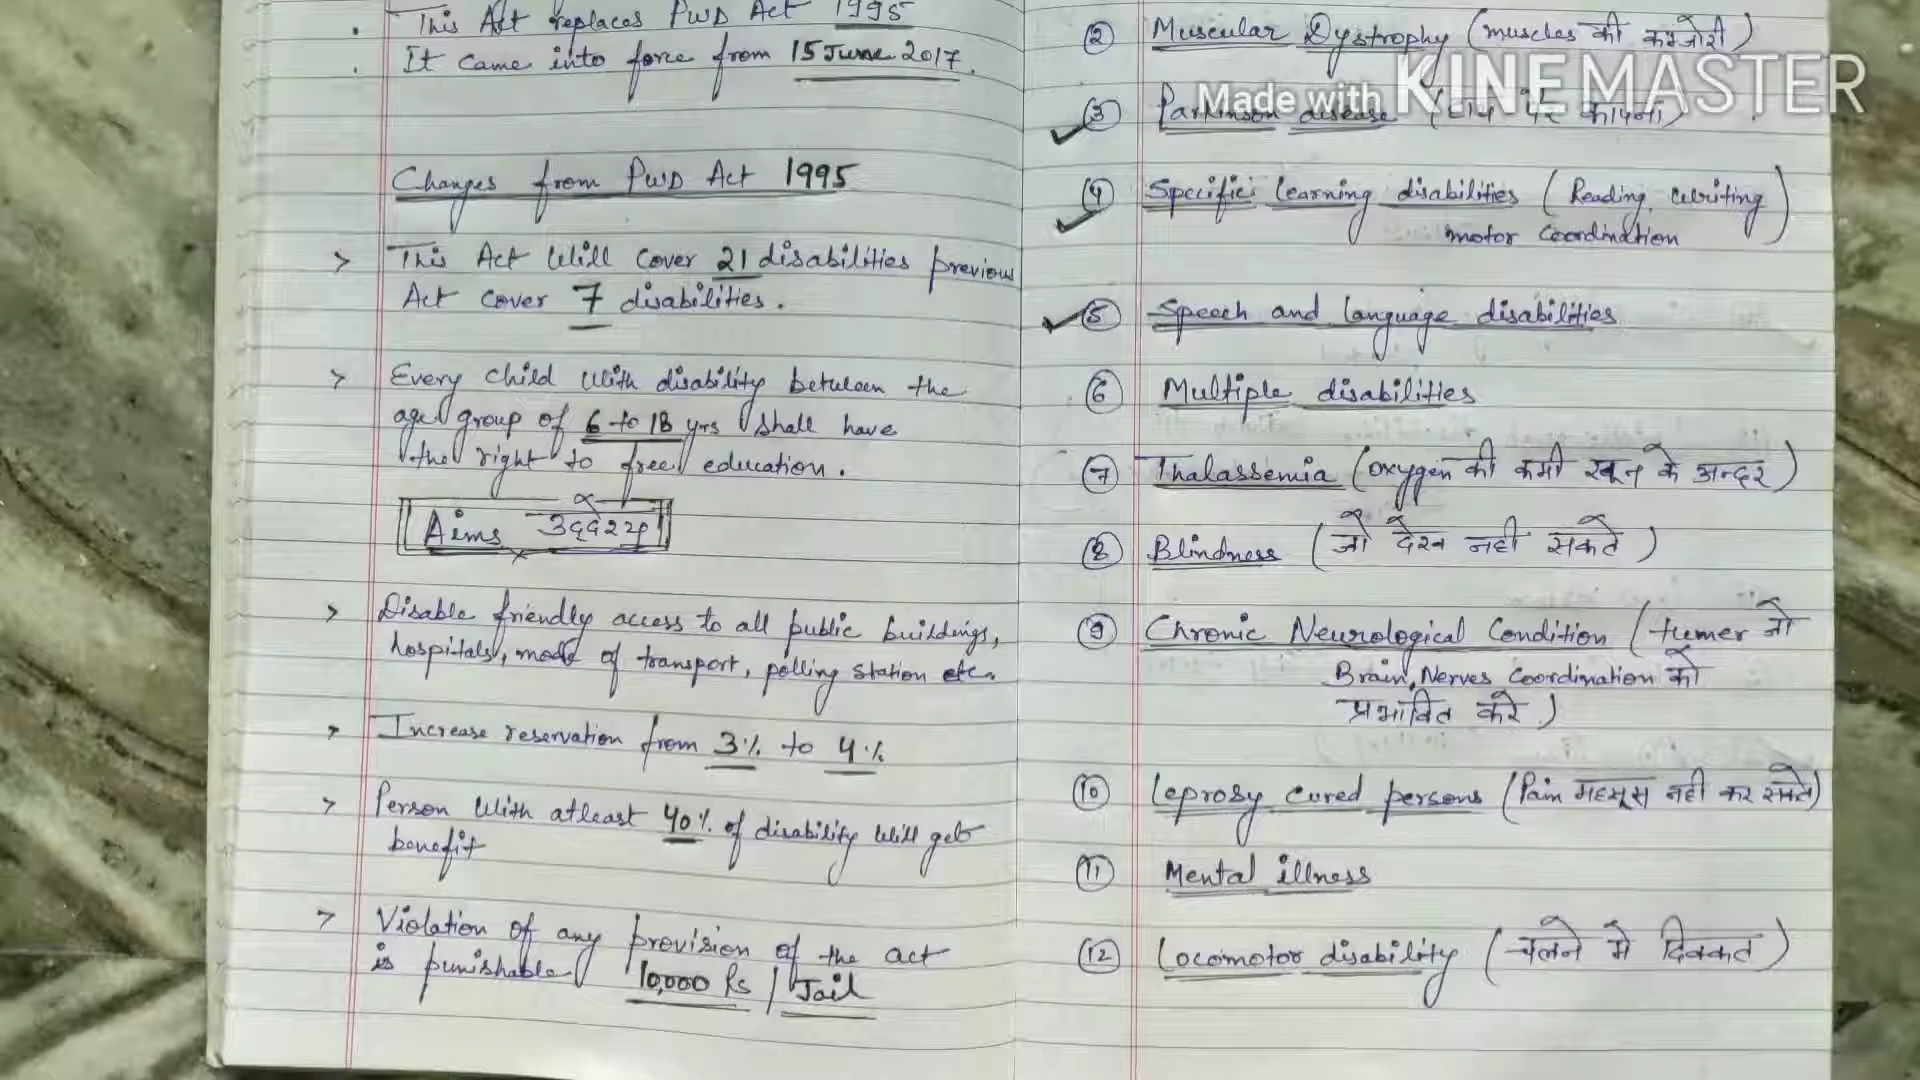 . This Act replaces PWD Act 1995
. It came into force from 15 June 2017.
Changes from PWD Act 1995
> This Act will cover 21 disabilities previous
Act cover 7 disabilities.
> Every child with disability between the
age group of 6 to 18 yrs shall have
the right to free education.
Aims उद्देश्य
> Disable friendly access to all public buildings,
hospitals, mode of transport, polling station etc.
> Increase reservation from 3% to 4%
> Person with atleast 40% of disability will get
benefit
> Violation of any provision of the act
is punishable 10,000 Rs / Jail
② Muscular Dystrophy (muscles की कमजोरी)
Made with KINEMASTER
③ Parkinson disease (हाथ पैर कापना)
④ Specific learning disabilities (Reading, writing
motor coordination)
⑤ Speech and language disabilities
⑥ Multiple disabilities
⑦ Thalassemia (oxygen की कमी खून के अन्दर)
⑧ Blindness (जो देख नही सकते)
⑨ Chronic Neurological Condition (tumer जो
Brain, Nerves Coordination को
प्रभावित करे)
⑩ Leprosy cured persons (Pain महसूस नही कर सकते)
⑪ Mental illness
⑫ Locomotor disability (चलने मे दिक्कत)